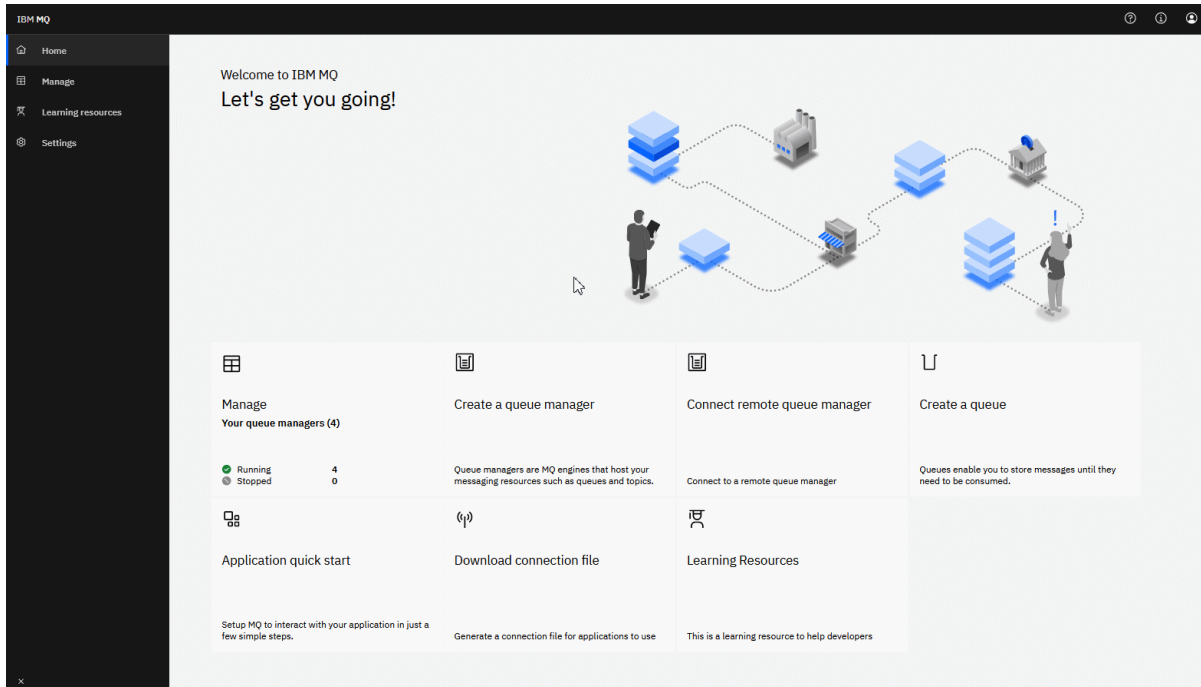 IBM MQ
Home
Manage
Learning resources
Settings
Welcome to IBM MQ
Let's get you going!
!
Manage
Your queue managers (4)
Running 4
Stopped 0
Create a queue manager
Queue managers are MQ engines that host your
messaging resources such as queues and topics.
Connect remote queue manager
Connect to a remote queue manager
Create a queue
Queues enable you to store messages until they
need to be consumed.
Application quick start
Setup MQ to interact with your application in just a
few simple steps.
Download connection file
Generate a connection file for applications to use
Learning Resources
This is a learning resource to help developers